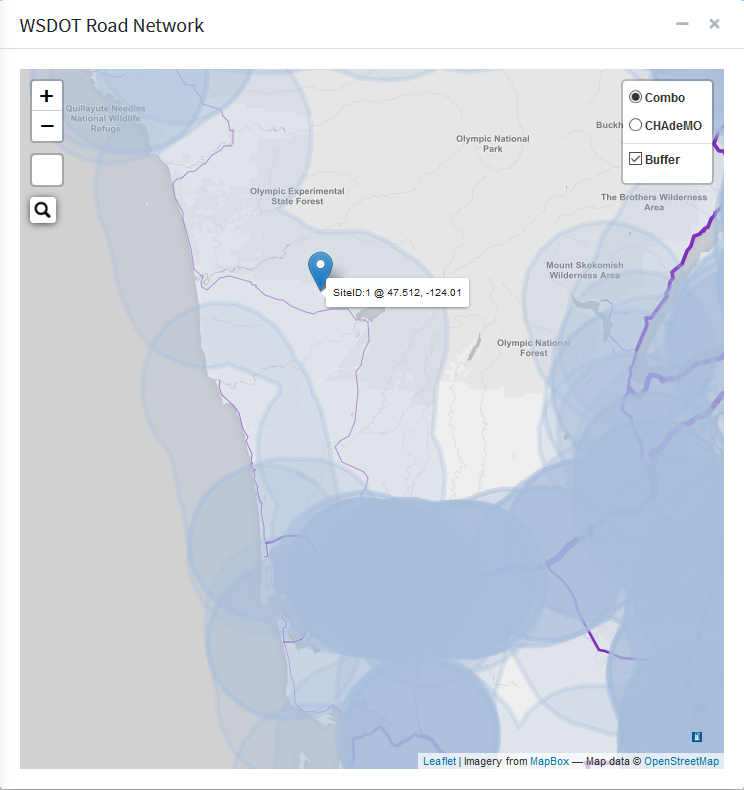 WSDOT Road Network
+
−
Quillayute Needles
National Wildlife
Refuge
Combo
CHAdeMO
Buffer
Buckh
Olympic National
Park
Olympic Experimental
State Forest
The Brothers Wilderness
Area
Mount Skokomish
Wilderness Area
SiteID:1 @ 47.512, -124.01
Olympic National
Forest
Leaflet | Imagery from MapBox — Map data © OpenStreetMap